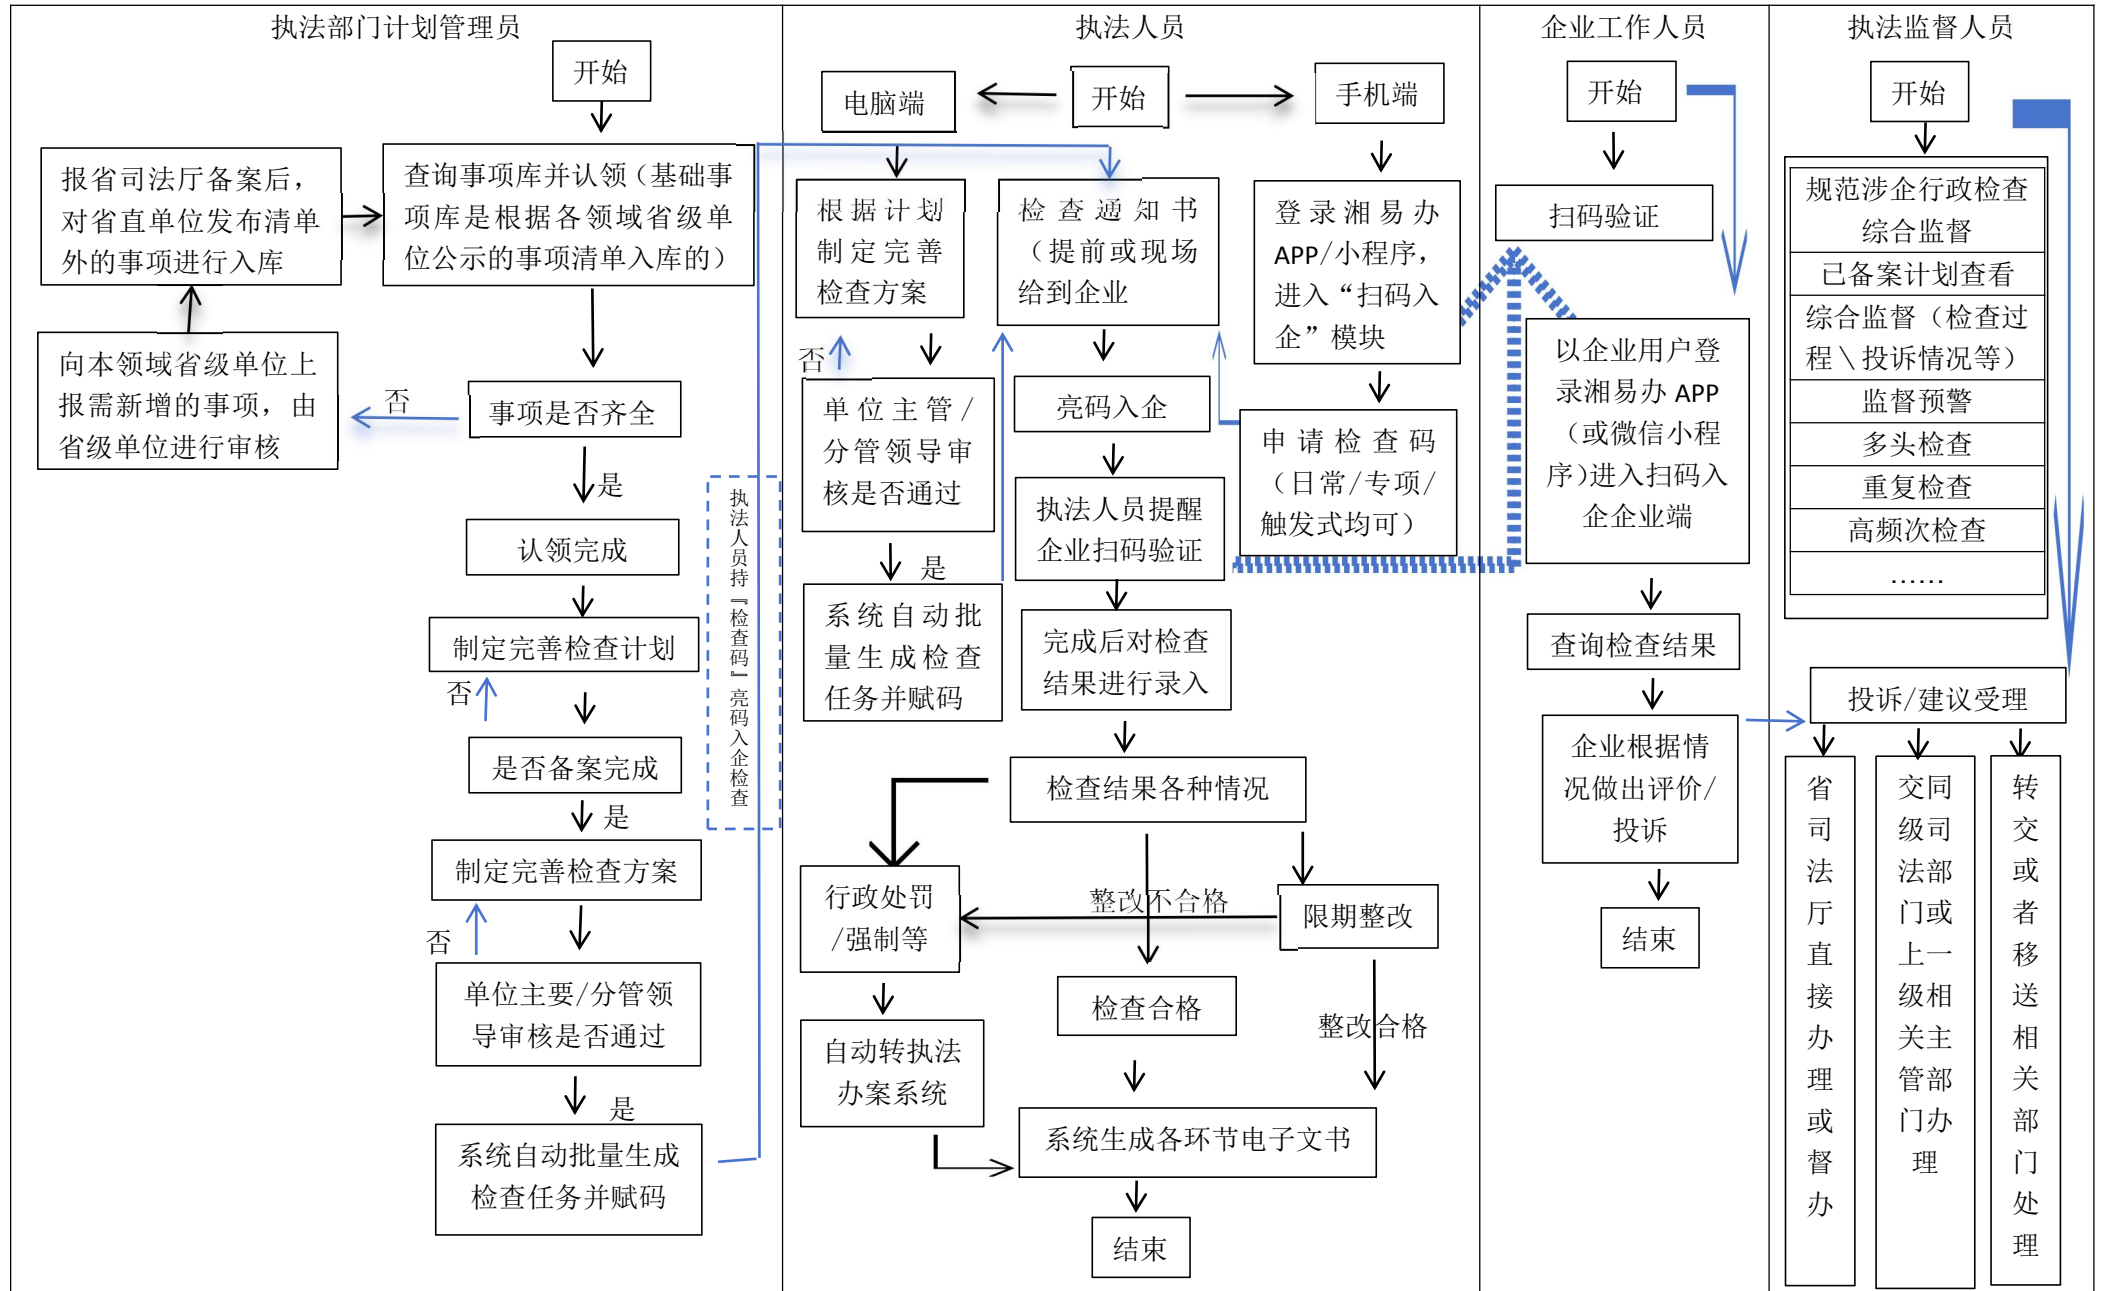 执法部门计划管理员
开始
报省司法厅备案后，
对省直单位发布清单
外的事项进行入库
查询事项库并认领（基础事
项库是根据各领域省级单
位公示的事项清单入库的）
向本领域省级单位上
报需新增的事项，由
省级单位进行审核
否
事项是否齐全
是
认领完成
制定完善检查计划
否
是否备案完成
是
制定完善检查方案
否
单位主要/分管领
导审核是否通过
是
系统自动批量生成
检查任务并赋码
执法人员持『检查码』亮码入企检查
执法人员
电脑端
开始
手机端
根据计划
制定完善
检查方案
否
单位主管/
分管领导审
核是否通过
是
系统自动批
量生成检查
任务并赋码
检查通知书
（提前或现场
给到企业
亮码入企
执法人员提醒
企业扫码验证
完成后对检查
结果进行录入
登录湘易办
APP/小程序，
进入“扫码入
企”模块
申请检查码
（日常/专项/
触发式均可）
检查结果各种情况
行政处罚
/强制等
整改不合格
限期整改
检查合格
整改合格
自动转执法
办案系统
系统生成各环节电子文书
结束
企业工作人员
开始
扫码验证
以企业用户登
录湘易办 APP
（或微信小程
序）进入扫码入
企企业端
查询检查结果
企业根据情
况做出评价/
投诉
结束
执法监督人员
开始
规范涉企行政检查
综合监督
已备案计划查看
综合监督（检查过
程\投诉情况等）
监督预警
多头检查
重复检查
高频次检查
……
投诉/建议受理
省司法厅直接办理或督办
交同
级司
法部
门或
上一
级相
关主
管部
门办
理
转交或者移送相关部门处理